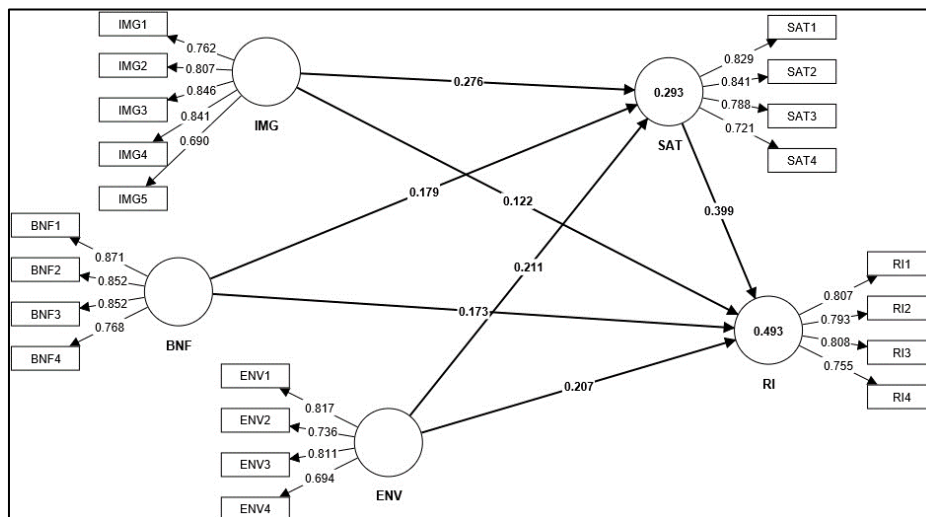 IMG1
0.762
IMG2
0.807
IMG3
0.846
IMG4
0.841
IMG5
0.690
IMG
0.276
0.179
0.122
0.211
0.399
SAT1
0.829
SAT2
0.841
SAT3
0.788
SAT4
0.721
0.293
SAT
BNF1
0.871
BNF2
0.852
BNF3
0.852
BNF4
0.768
BNF
0.173
0.207
RI1
0.807
RI2
0.793
RI3
0.808
RI4
0.755
0.493
RI
ENV1
0.817
ENV2
0.736
ENV3
0.811
ENV4
0.694
ENV